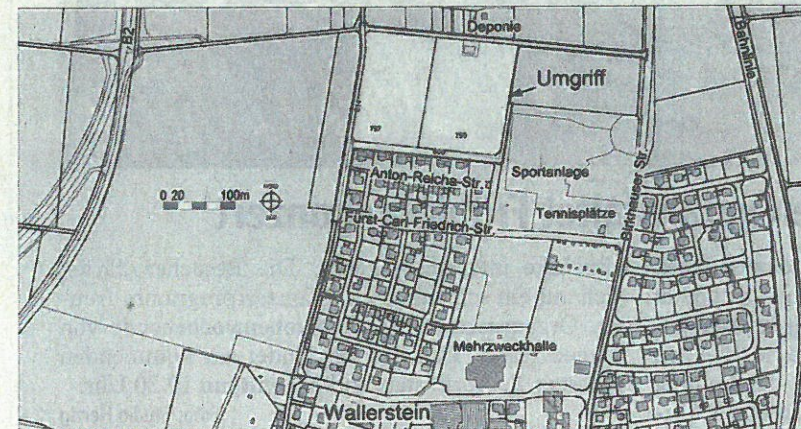 Deponie
B2
Bahnlinie
Umgriff
Anton-Reicha-Str.
Sportanlage
0 20 100m
Birkhauser Str.
Tennisplätze
Fürst-Carl-Friedrich-Str.
Mehrzweckhalle
Wallerstein